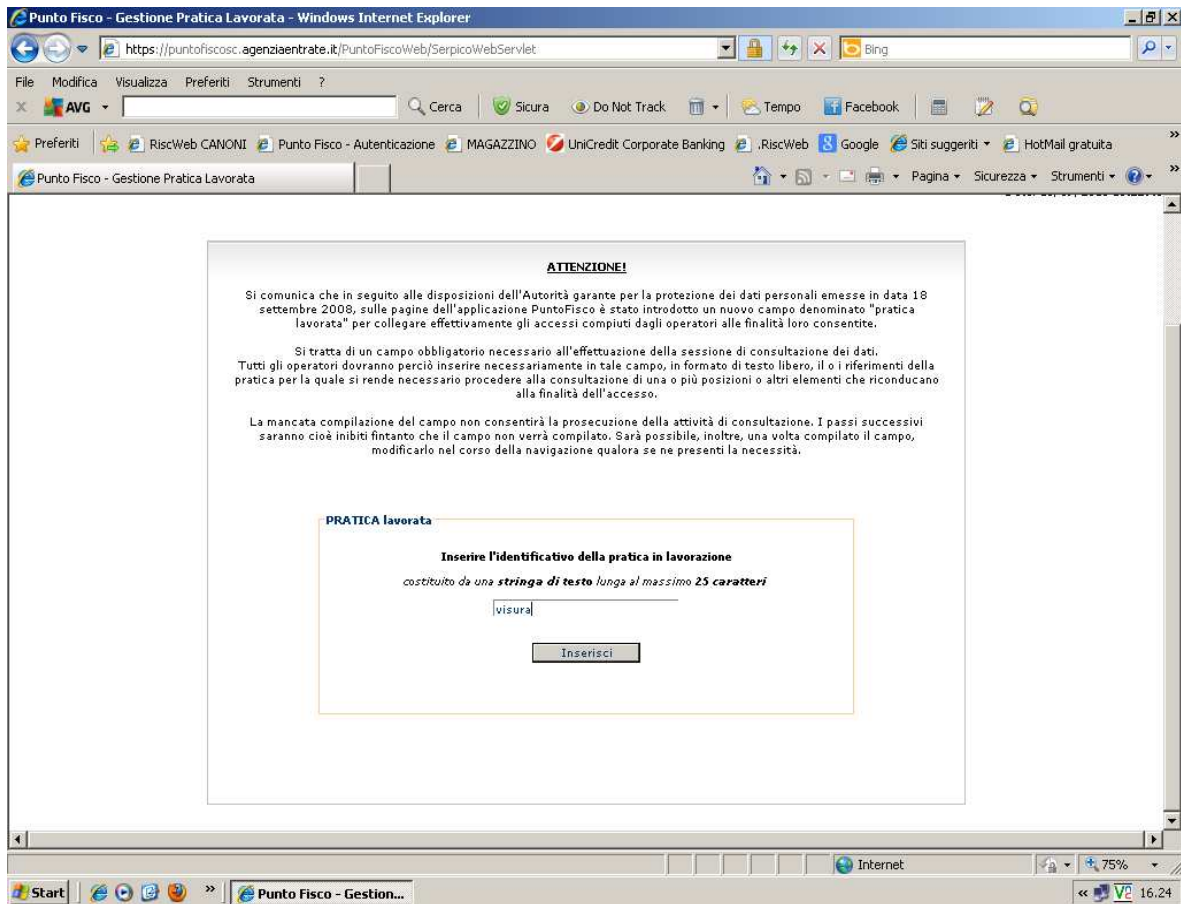 Punto Fisco - Gestione Pratica Lavorata - Windows Internet Explorer
https://puntofiscosc.agenziaentrate.it/PuntoFiscoWeb/SerpicoWebServlet
Bing
File Modifica Visualizza Preferiti Strumenti ?
AVG Cerca Sicura Do Not Track Tempo Facebook
Preferiti RiscWeb CANONI Punto Fisco - Autenticazione MAGAZZINO UniCredit Corporate Banking .RiscWeb Google Siti suggeriti HotMail gratuita
Punto Fisco - Gestione Pratica Lavorata Pagina Sicurezza Strumenti
ATTENZIONE!
Si comunica che in seguito alle disposizioni dell'Autorità garante per la protezione dei dati personali emesse in data 18
settembre 2008, sulle pagine dell'applicazione PuntoFisco è stato introdotto un nuovo campo denominato "pratica
lavorata" per collegare effettivamente gli accessi compiuti dagli operatori alle finalità loro consentite.
Si tratta di un campo obbligatorio necessario all'effettuazione della sessione di consultazione dei dati.
Tutti gli operatori dovranno perciò inserire necessariamente in tale campo, in formato di testo libero, il o i riferimenti della
pratica per la quale si rende necessario procedere alla consultazione di una o più posizioni o altri elementi che riconducano
alla finalità dell'accesso.
La mancata compilazione del campo non consentirà la prosecuzione della attività di consultazione. I passi successivi
saranno cioè inibiti fintanto che il campo non verrà compilato. Sarà possibile, inoltre, una volta compilato il campo,
modificarlo nel corso della navigazione qualora se ne presenti la necessità.
PRATICA lavorata
Inserire l'identificativo della pratica in lavorazione
costituito da una stringa di testo lunga al massimo 25 caratteri
visura
Inserisci
Internet 75%
Start Punto Fisco - Gestion... V2 16.24